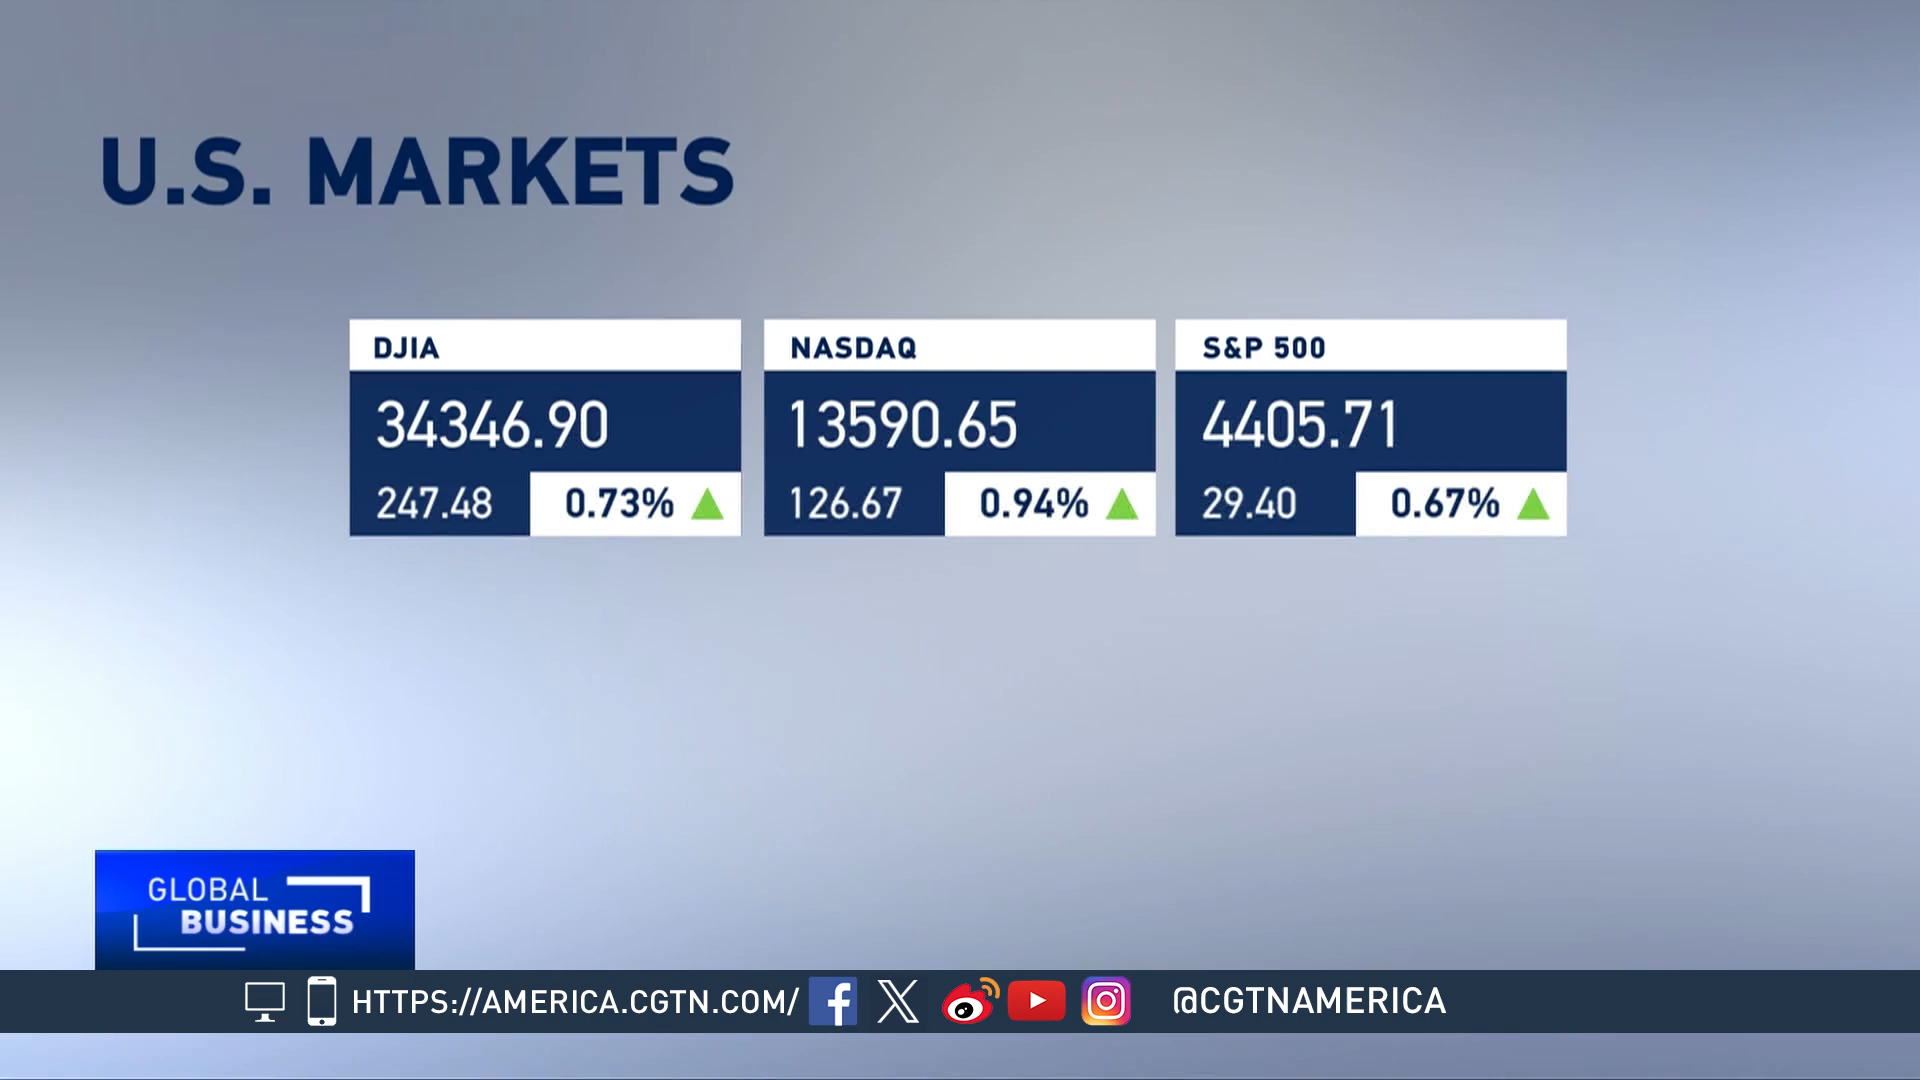 U.S. MARKETS
DJIA
34346.90
247.48 0.73%
NASDAQ
13590.65
126.67 0.94%
S&P 500
4405.71
29.40 0.67%
GLOBAL
BUSINESS
HTTPS://AMERICA.CGTN.COM/ @CGTNAMERICA